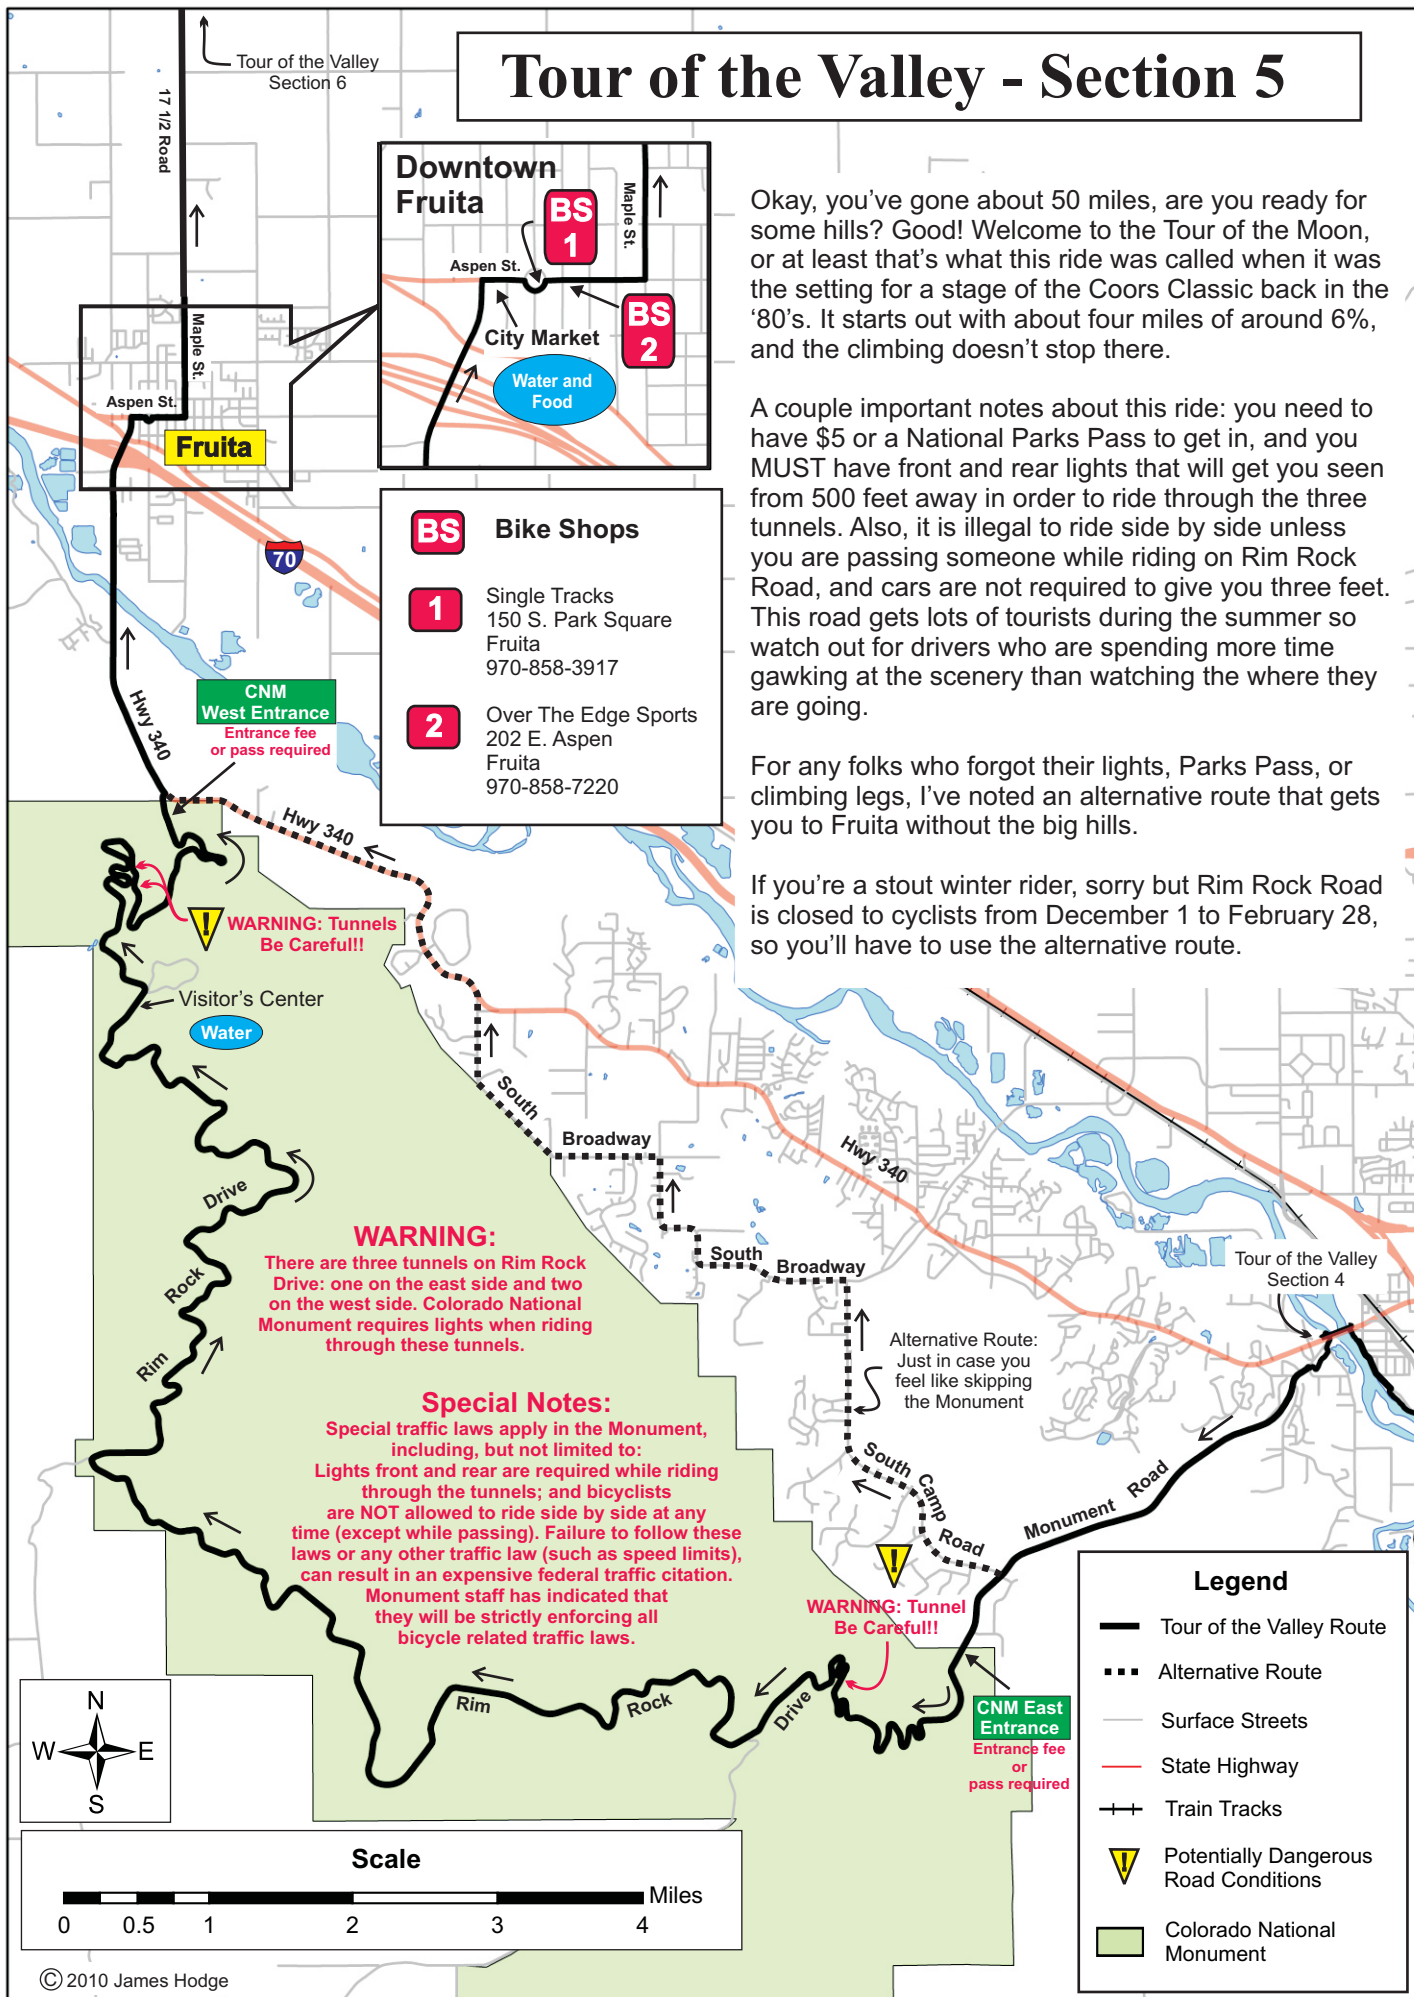 Tour of the Valley - Section 5
Tour of the Valley
Section 6
17 1/2 Road
Downtown
Fruita
BS
1
Maple St.
Aspen St.
BS
2
City Market
Water and
Food
Maple St.
Aspen St.
Fruita
70
Okay, you've gone about 50 miles, are you ready for
some hills? Good! Welcome to the Tour of the Moon,
or at least that's what this ride was called when it was
the setting for a stage of the Coors Classic back in the
‘80's. It starts out with about four miles of around 6%,
and the climbing doesn't stop there.
A couple important notes about this ride: you need to
have $5 or a National Parks Pass to get in, and you
MUST have front and rear lights that will get you seen
from 500 feet away in order to ride through the three
tunnels. Also, it is illegal to ride side by side unless
you are passing someone while riding on Rim Rock
Road, and cars are not required to give you three feet.
This road gets lots of tourists during the summer so
watch out for drivers who are spending more time
gawking at the scenery than watching the where they
are going.
For any folks who forgot their lights, Parks Pass, or
climbing legs, I've noted an alternative route that gets
you to Fruita without the big hills.
If you're a stout winter rider, sorry but Rim Rock Road
is closed to cyclists from December 1 to February 28,
so you'll have to use the alternative route.
BS
Bike Shops
1
Single Tracks
150 S. Park Square
Fruita
970-858-3917
2
Over The Edge Sports
202 E. Aspen
Fruita
970-858-7220
CNM
West Entrance
Entrance fee
or pass required
Hwy 340
Hwy 340
!
WARNING: Tunnels
Be Careful!!
Visitor's Center
Water
South
Broadway
Hwy 340
Drive
Rock
Rim
WARNING:
There are three tunnels on Rim Rock
Drive: one on the east side and two
on the west side. Colorado National
Monument requires lights when riding
through these tunnels.
South
Broadway
Tour of the Valley
Section 4
Alternative Route:
Just in case you
feel like skipping
the Monument
Special Notes:
Special traffic laws apply in the Monument,
including, but not limited to:
Lights front and rear are required while riding
through the tunnels; and bicyclists
are NOT allowed to ride side by side at any
time (except while passing). Failure to follow these
laws or any other traffic law (such as speed limits),
can result in an expensive federal traffic citation.
Monument staff has indicated that
they will be strictly enforcing all
bicycle related traffic laws.
South Camp Road
Monument Road
!
WARNING: Tunnel
Be Careful!!
Rim
Rock
Drive
CNM East
Entrance
Entrance fee
or
pass required
N
W E
S
Scale
Miles
0 0.5 1 2 3 4
© 2010 James Hodge
Legend
Tour of the Valley Route
Alternative Route
Surface Streets
State Highway
Train Tracks
!
Potentially Dangerous
Road Conditions
Colorado National
Monument